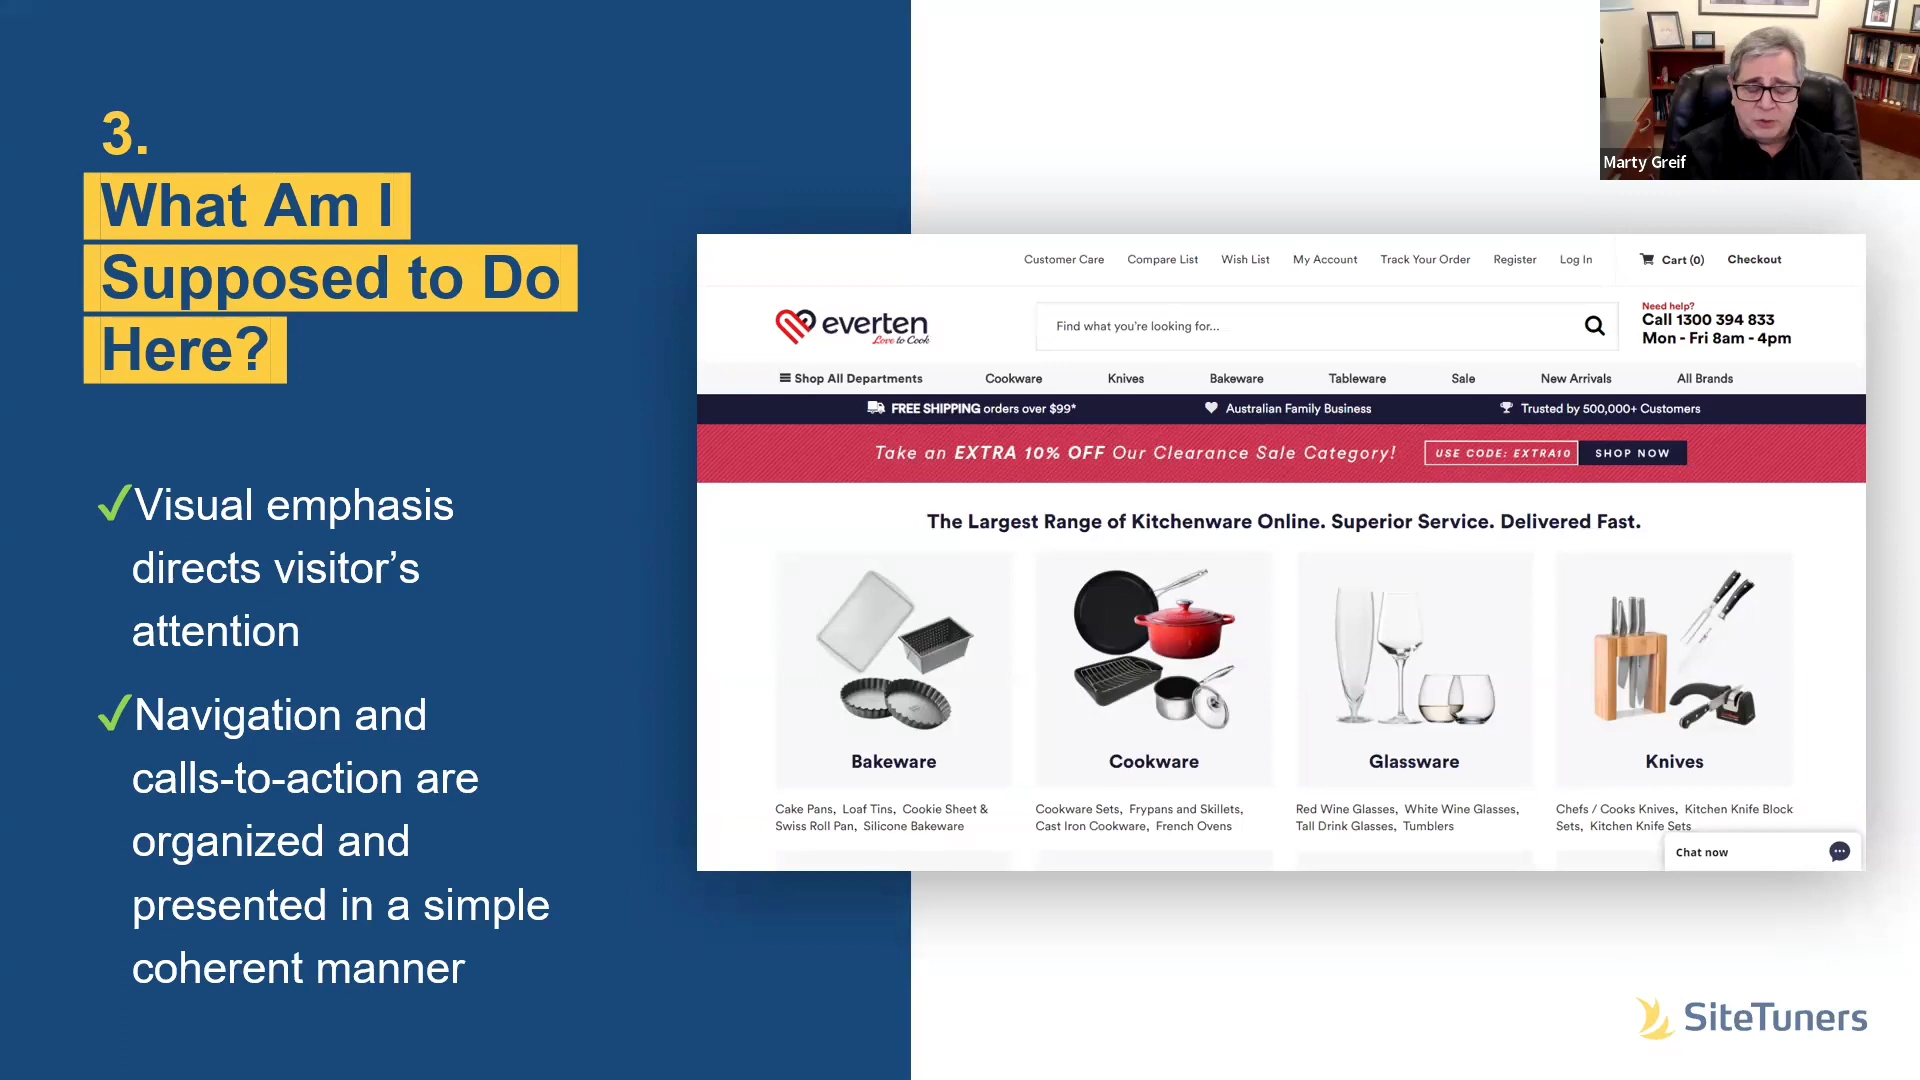 3.
What Am I
Supposed to Do
Here?
✓Visual emphasis
directs visitor’s
attention
✓Navigation and
calls-to-action are
organized and
presented in a simple
coherent manner
Marty Greif
Customer Care Compare List Wish List My Account Track Your Order Register Log In Cart (0) Checkout
everten
Love to Cook
Find what you're looking for...
Need help?
Call 1300 394 833
Mon - Fri 8am - 4pm
Shop All Departments Cookware Knives Bakeware Tableware Sale New Arrivals All Brands
FREE SHIPPING orders over $99* Australian Family Business Trusted by 500,000+ Customers
Take an EXTRA 10% OFF Our Clearance Sale Category! USE CODE: EXTRA10 SHOP NOW
The Largest Range of Kitchenware Online. Superior Service. Delivered Fast.
Bakeware Cookware Glassware Knives
Cake Pans, Loaf Tins, Cookie Sheet &
Swiss Roll Pan, Silicone Bakeware
Cookware Sets, Frypans and Skillets,
Cast Iron Cookware, French Ovens
Red Wine Glasses, White Wine Glasses,
Tall Drink Glasses, Tumblers
Chefs / Cooks Knives, Kitchen Knife Block
Sets, Kitchen Knife Sets
Chat now
SiteTuners